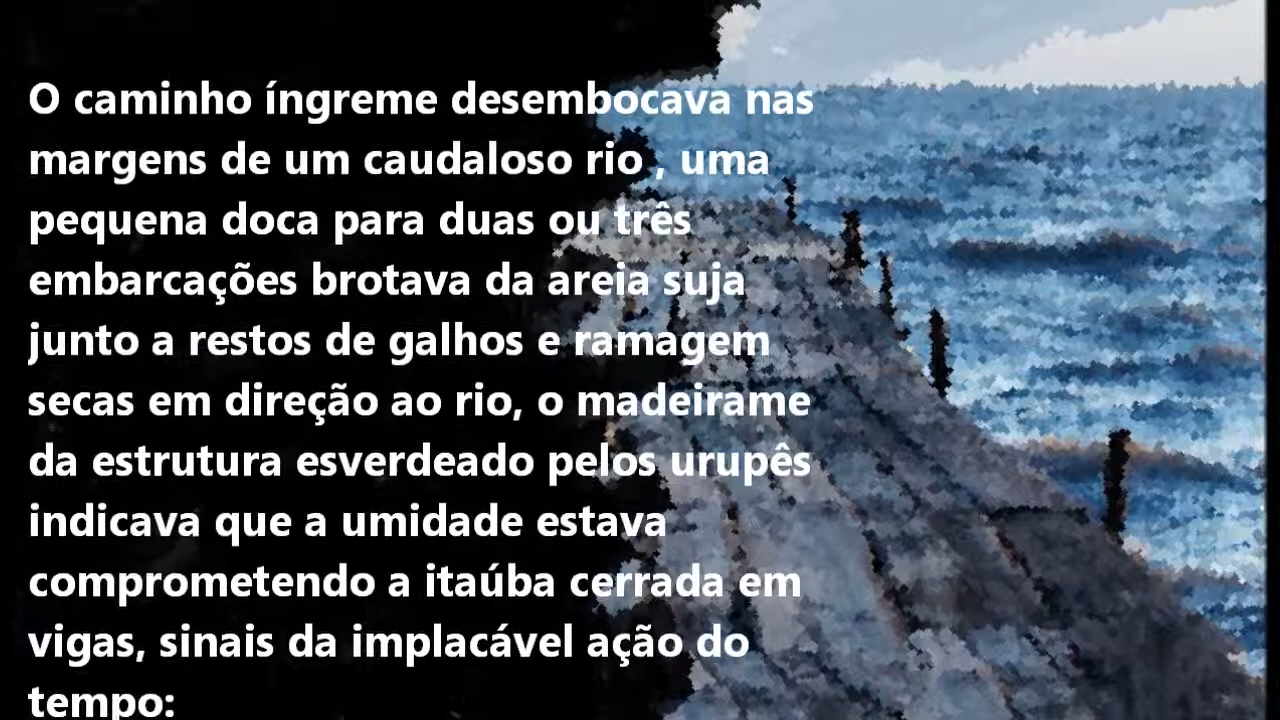 O caminho íngreme desembocava nas
margens de um caudaloso rio , uma
pequena doca para duas ou três
embarcações brotava da areia suja
junto a restos de galhos e ramagem
secas em direção ao rio, o madeirame
da estrutura esverdeado pelos urupês
indicava que a umidade estava
comprometendo a itaúba cerrada em
vigas, sinais da implacável ação do
tempo: